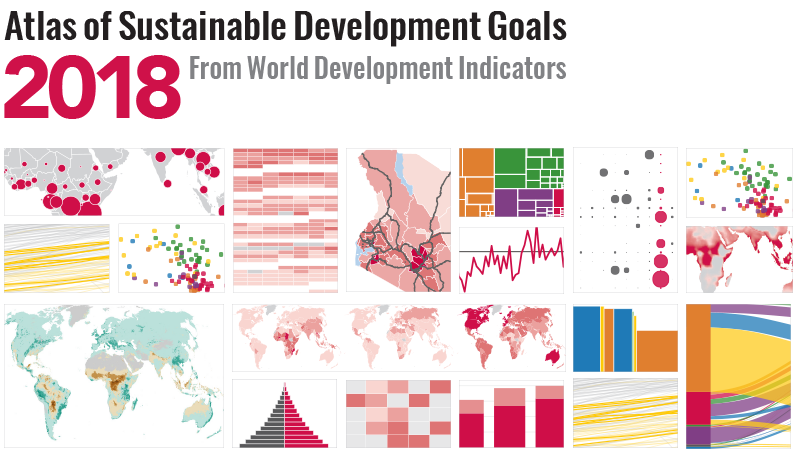 Atlas of Sustainable Development Goals
2018 From World Development Indicators